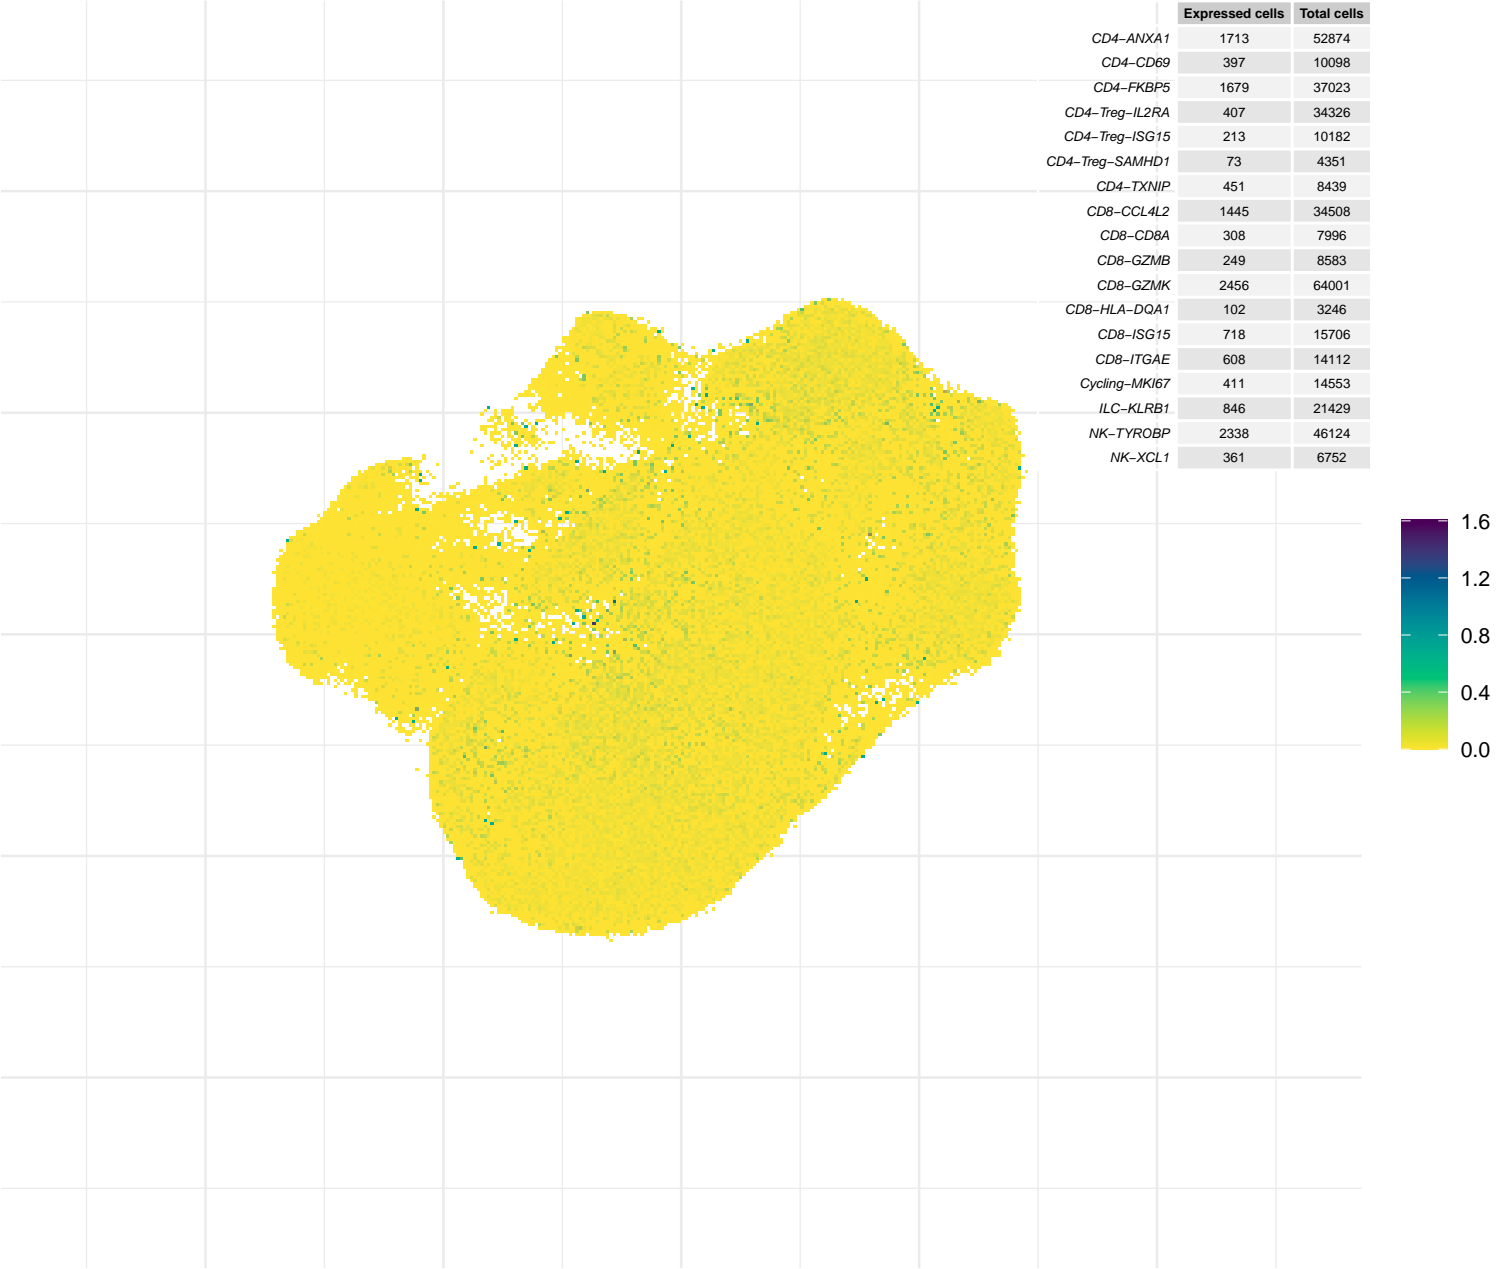 Expressed cells Total cells
CD4−ANXA1 1713 52874
CD4−CD69 397 10098
CD4−FKBP5 1679 37023
CD4−Treg−IL2RA 407 34326
CD4−Treg−ISG15 213 10182
CD4−Treg−SAMHD1 73 4351
CD4−TXNIP 451 8439
CD8−CCL4L2 1445 34508
CD8−CD8A 308 7996
CD8−GZMB 249 8583
CD8−GZMK 2456 64001
CD8−HLA−DQA1 102 3246
CD8−ISG15 718 15706
CD8−ITGAE 608 14112
Cycling−MKI67 411 14553
ILC−KLRB1 846 21429
NK−TYROBP 2338 46124
NK−XCL1 361 6752
1.6
1.2
0.8
0.4
0.0